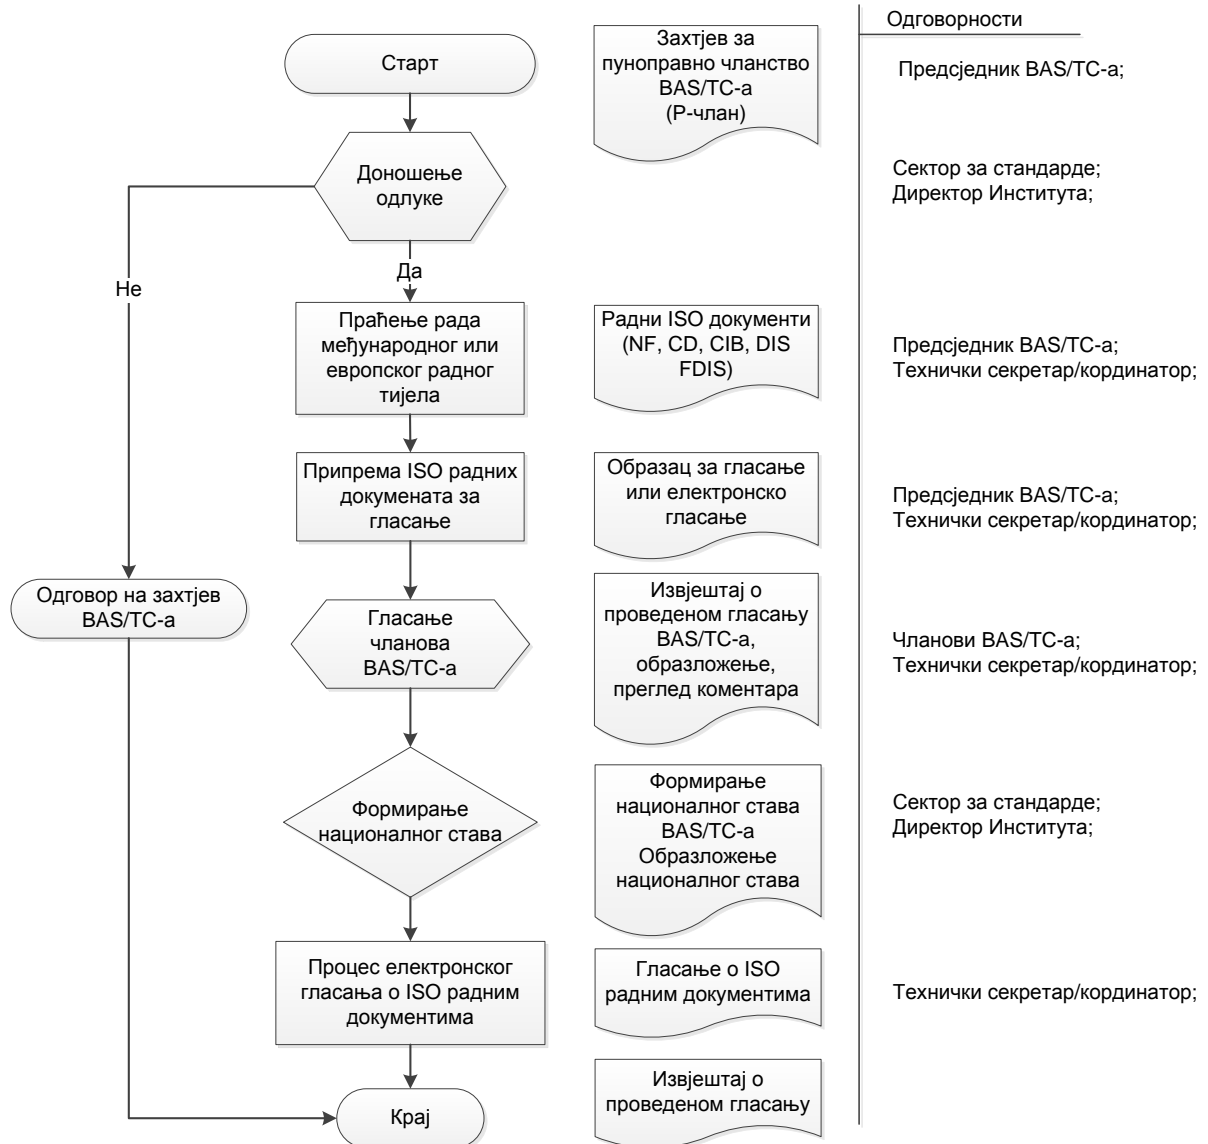 Одговорности
Старт
Захтјев за
пуноправно чланство
BAS/TC-а
(P-члан)
Предсједник BAS/TC-а;
Доношење
одлуке
Сектор за стандарде;
Директор Института;
Не
Да
Праћење рада
међународног или
европског радног
тијела
Радни ISO документи
(NF, CD, CIB, DIS
FDIS)
Предсједник BAS/TC-а;
Технички секретар/кординатор;
Припрема ISO радних
докумената за
гласање
Образац за гласање
или електронско
гласање
Предсједник BAS/TC-а;
Технички секретар/кординатор;
Одговор на захтјев
BAS/TC-а
Гласање
чланова
BAS/TC-а
Извјештај о
проведеном гласању
BAS/TC-а,
образложење,
преглед коментара
Чланови BAS/TC-а;
Технички секретар/кординатор;
Формирање
националног става
Формирање
националног става
BAS/TC-а
Образложење
националног става
Сектор за стандарде;
Директор Института;
Процес електронског
гласања о ISO радним
документима
Гласање о ISO
радним документима
Технички секретар/кординатор;
Крај
Извјештај о
проведеном гласању